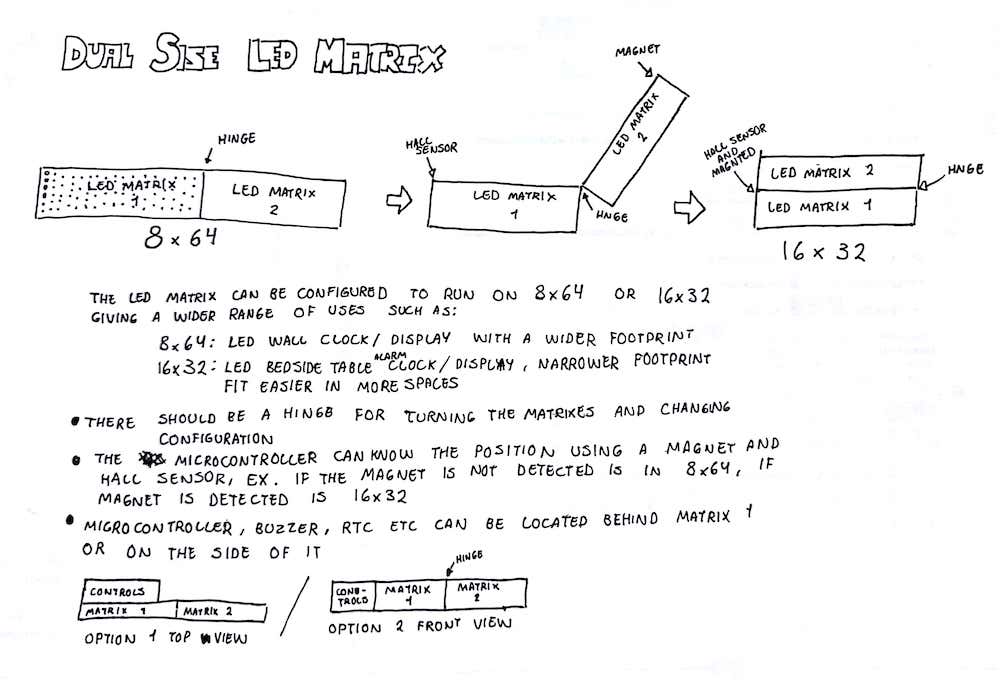 DUAL SISE LED MATRIX
MAGNET
HINGE
HALL
SENSOR
LED MATRIX
2
HALL SENSOR
AND
MAGNTED
LED MATRIX
1
LED MATRIX
2
LED MATRIX
1
HNGE
LED MATRIX 2
LED MATRIX 1
HNGE
8x64
16x32
THE LED MATRIX CAN BE CONFIGURED TO RUN ON 8x64 OR 16x32
GIVING A WIDER RANGE OF USES SUCH AS:
8x64: LED WALL CLOCK/DISPLAY WITH A WIDER FOOTPRINT
16x32: LED BEDSIDE TABLE ALARM CLOCK/DISPLAY, NARROWER FOOTPRINT
FIT EASIER IN MORE SPACES
• THERE SHOULD BE A HINGE FOR TURNING THE MATRIXES AND CHANGING
CONFIGURATION
• THE MICROCONTROLLER CAN KNOW THE POSITION USING A MAGNET AND
HALL SENSOR, EX. IF THE MAGNET IS NOT DETECTED IS IN 8x64, IF
MAGNET IS DETECTED IS 16x32
• MICROCONTROLLER, BUZZER, RTC ETC CAN BE LOCATED BEHIND MATRIX 1
OR ON THE SIDE OF IT
HINGE
CONTROLS
MATRIX 1 MATRIX 2
OPTION 1 TOP VIEW
CONE-
TROLS
MATRIX
1
MATRIX
2
OPTION 2 FRONT VIEW